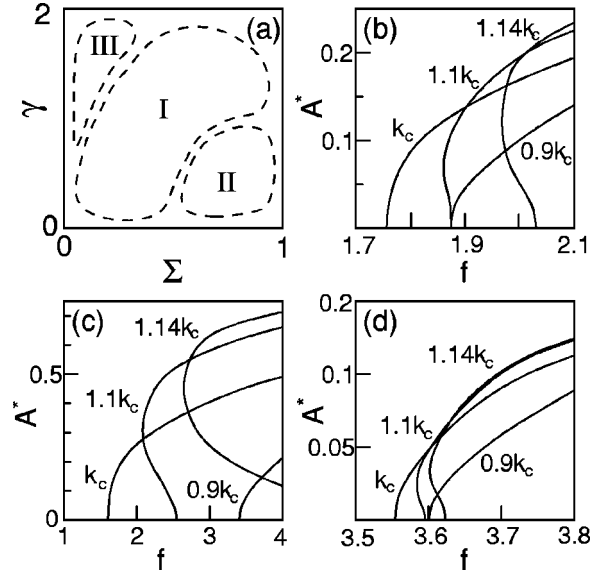 2
III
(a)
γ
I
II
0
0
Σ
1
(b)
0.2
1.14k_c
1.1k_c
A*
k_c
0.1
0.9k_c
0
1.7
1.9
2.1
f
(c)
1.14k_c
0.5
A*
1.1k_c
k_c
0.9k_c
0
1
2
3
4
f
(d)
0.2
1.14k_c
0.1
A*
1.1k_c
0.05
k_c
0.9k_c
0
3.5
3.6
3.7
3.8
f